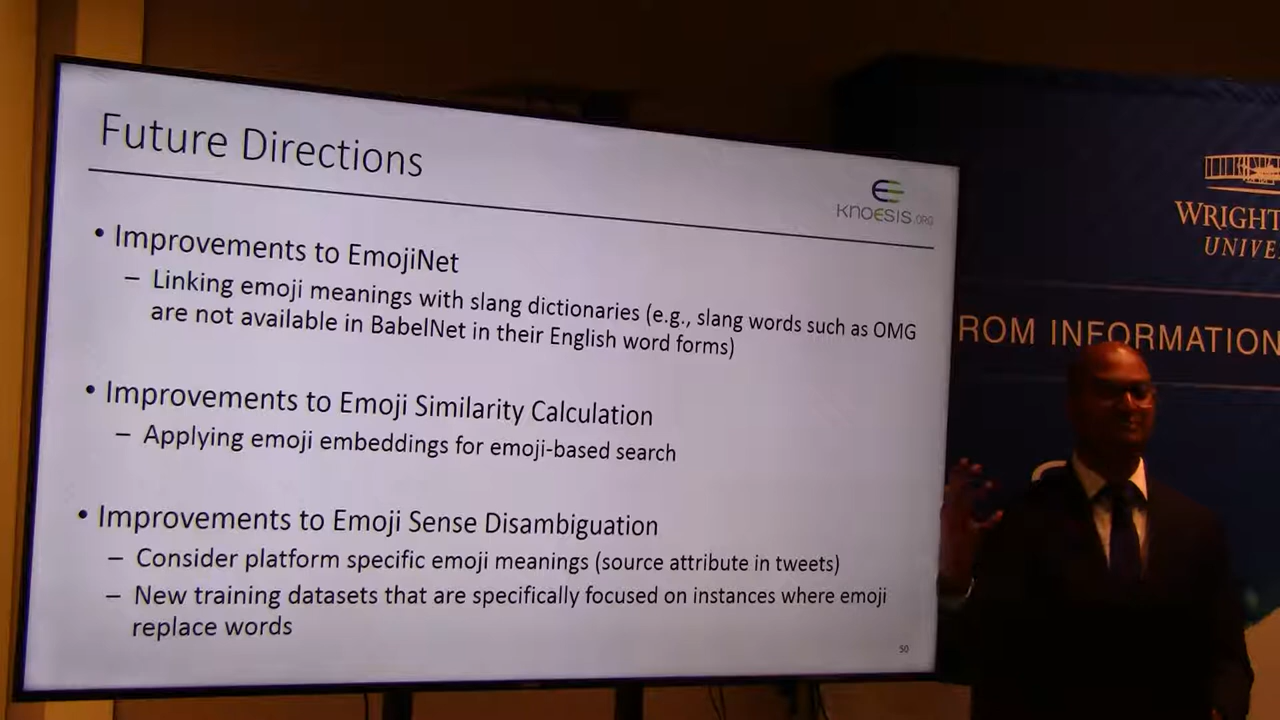 Future Directions
KNOESIS.ORG
• Improvements to EmojiNet
– Linking emoji meanings with slang dictionaries (e.g., slang words such as OMG
are not available in BabelNet in their English word forms)
• Improvements to Emoji Similarity Calculation
– Applying emoji embeddings for emoji-based search
• Improvements to Emoji Sense Disambiguation
– Consider platform specific emoji meanings (source attribute in tweets)
– New training datasets that are specifically focused on instances where emoji
replace words
50
WRIGHT
UNIVE
ROM INFORMATION